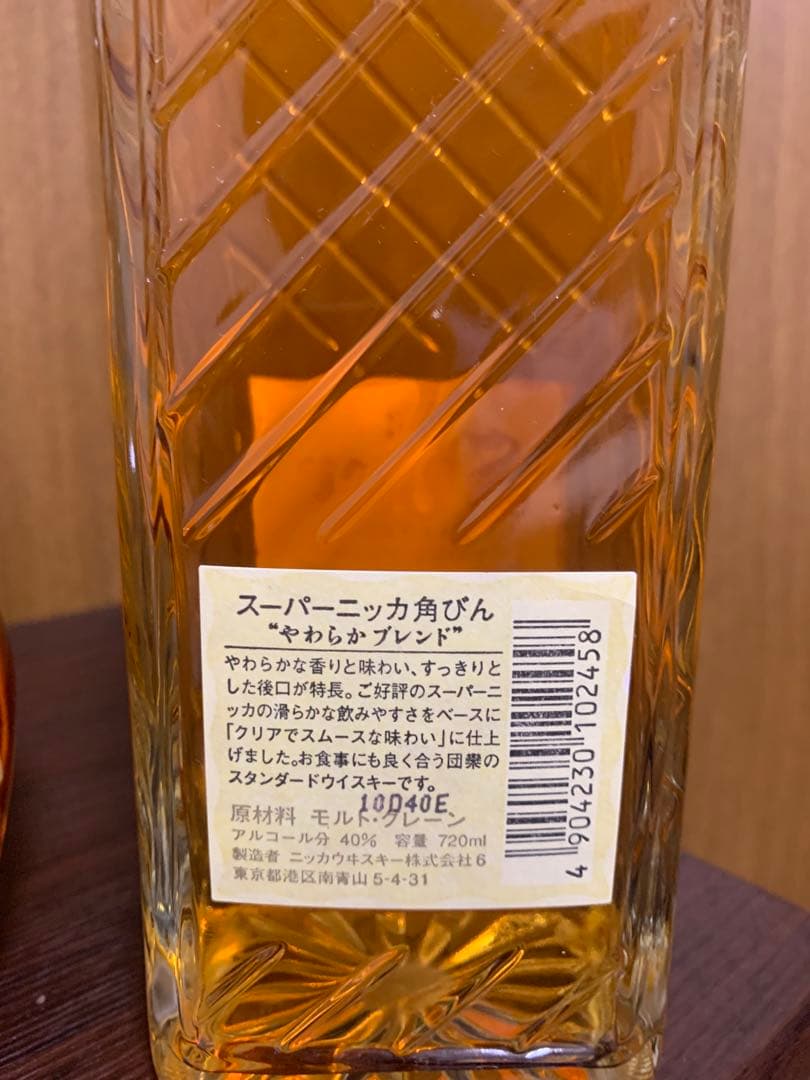 スーパーニッカ角びん
“やわらかブレンド”
やわらかな香りと味わい、すっきりと
した後口が特長。ご好評のスーパーニ
ッカの滑らかな飲みやすさをベースに
「クリアでスムースな味わい」に仕上
げました。お食事にも良く合う団欒の
スタンダードウイスキーです。
10D40E
原材料 モルト・グレーン
アルコール分 40% 容量 720ml
製造者 ニッカウヰスキー株式会社6
東京都港区南青山 5-4-31
4 904230 102458